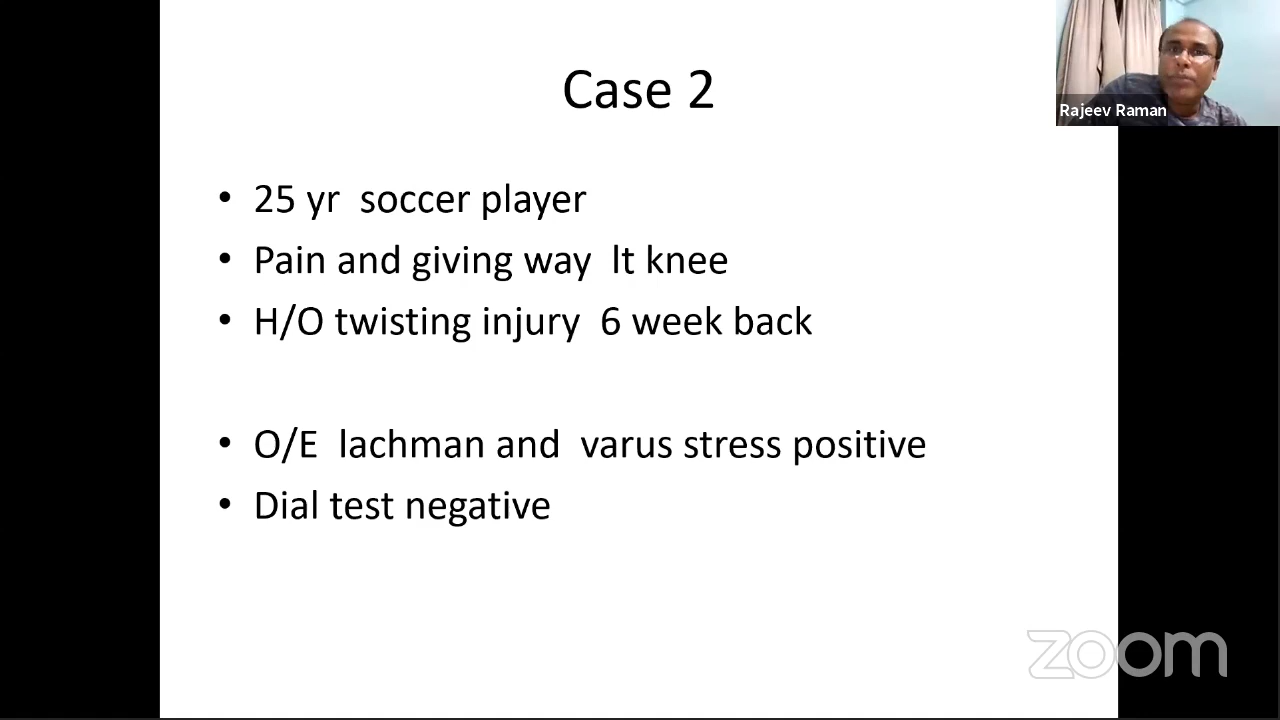 Case 2
Rajeev Raman
• 25 yr soccer player
• Pain and giving way lt knee
• H/O twisting injury 6 week back
• O/E lachman and varus stress positive
• Dial test negative
zoom